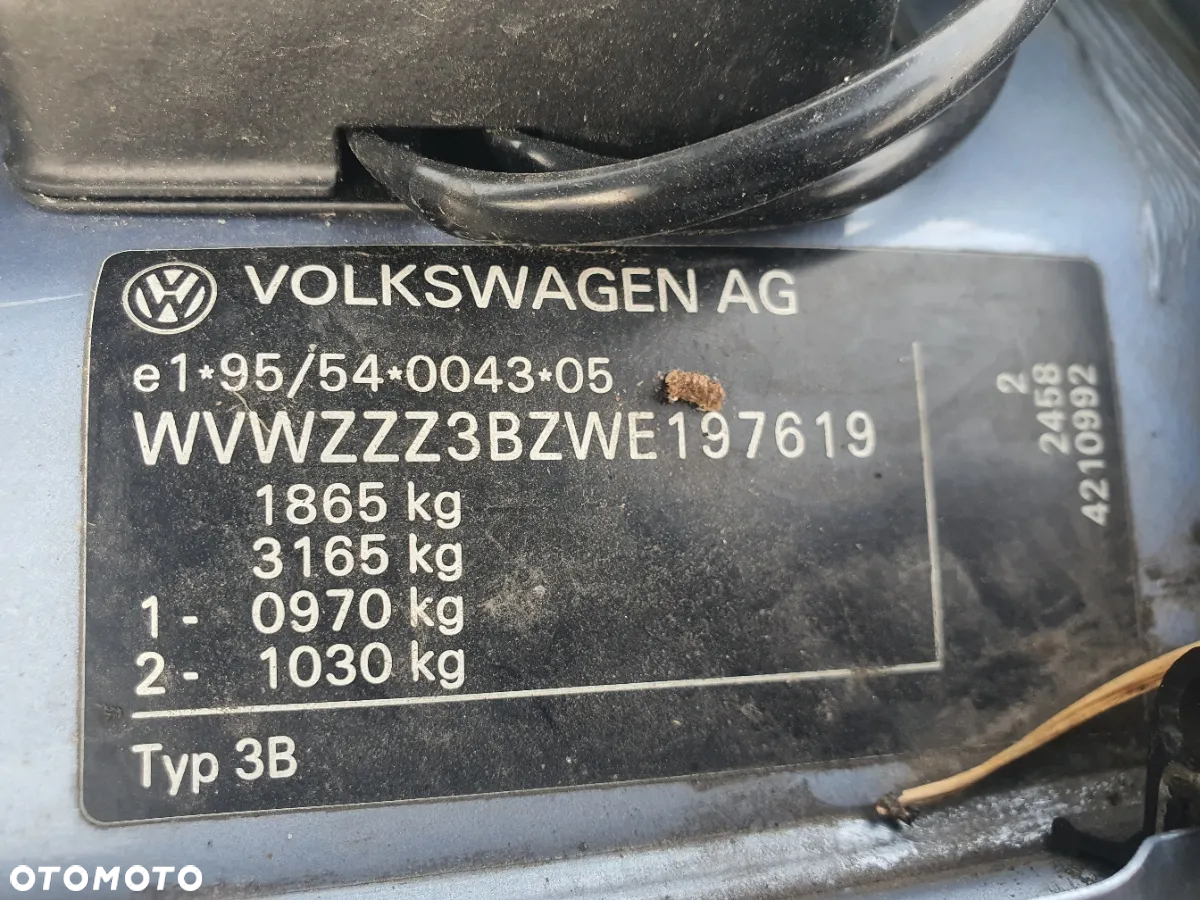 VOLKSWAGEN AG
e1*95/54*0043*05
WVWZZZ3BZWE197619
1865 kg
3165 kg
1- 0970 kg
2- 1030 kg
Typ 3B
2
2458
4210992
OTOMOTO